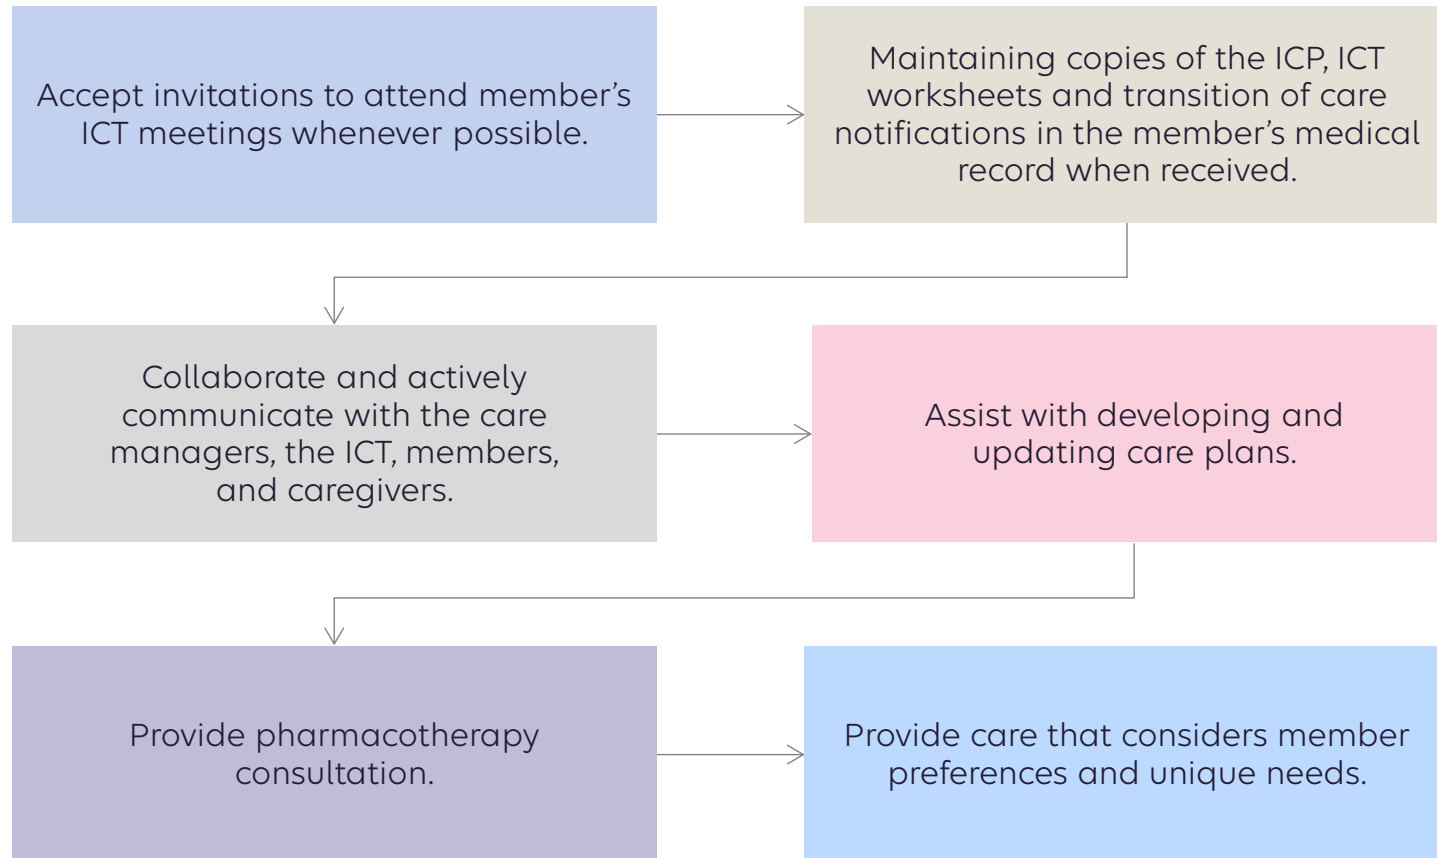 Accept invitations to attend member’s
ICT meetings whenever possible.
Maintaining copies of the ICP, ICT
worksheets and transition of care
notifications in the member’s medical
record when received.
Collaborate and actively
communicate with the care
managers, the ICT, members,
and caregivers.
Assist with developing and
updating care plans.
Provide pharmacotherapy
consultation.
Provide care that considers member
preferences and unique needs.